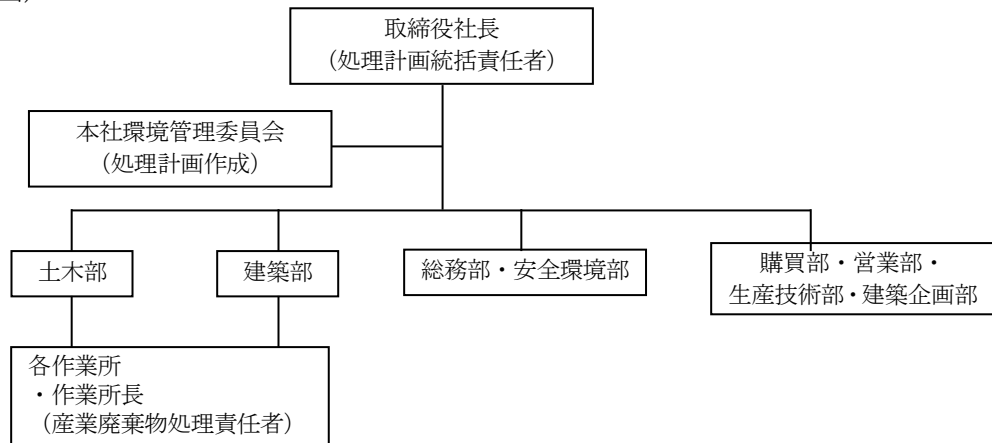 取締役社長
（処理計画統括責任者）
本社環境管理委員会
（処理計画作成）
土木部
建築部
総務部・安全環境部
購買部・営業部・
生産技術部・建築企画部
各作業所
・作業所長
（産業廃棄物処理責任者）